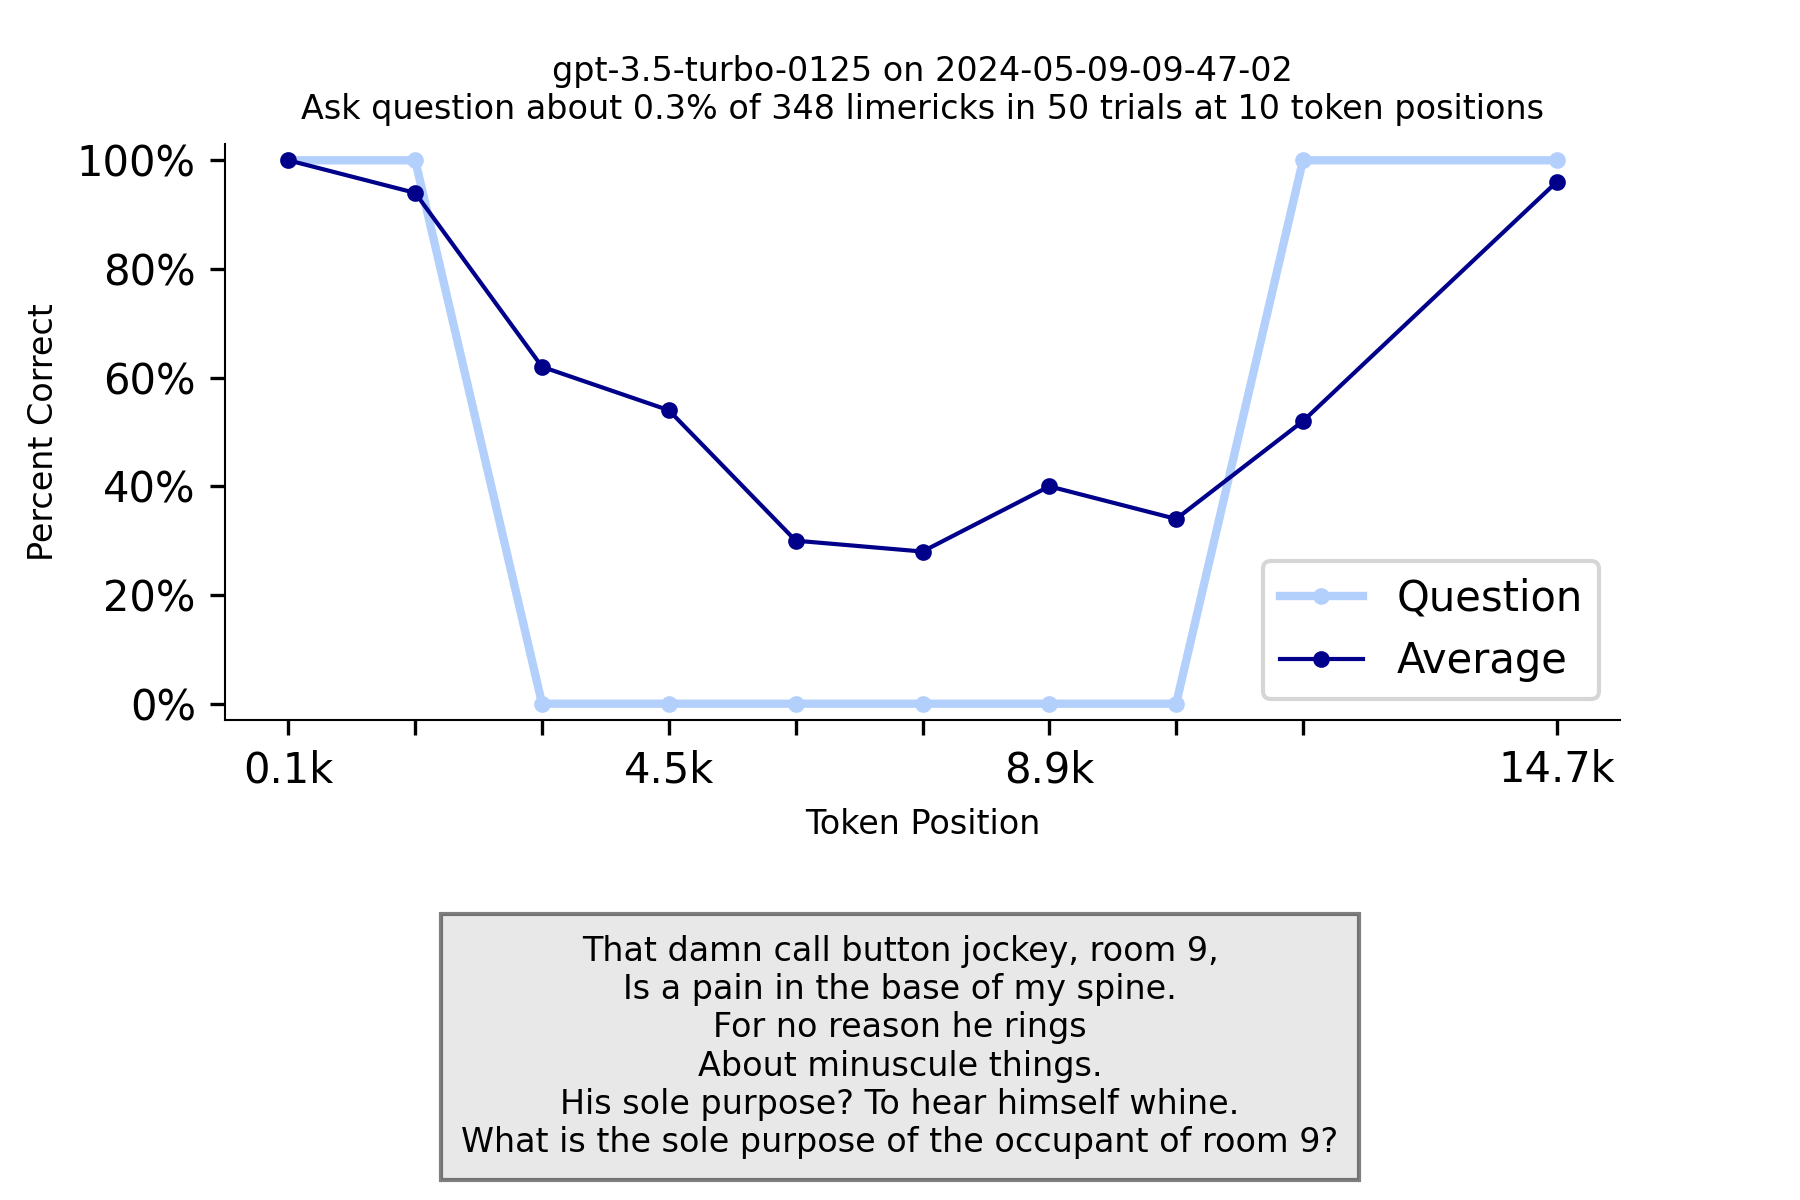 gpt-3.5-turbo-0125 on 2024-05-09-09-47-02
Ask question about 0.3% of 348 limericks in 50 trials at 10 token positions
100%
80%
60%
40%
20%
0%
Percent Correct
Question
Average
0.1k
4.5k
8.9k
14.7k
Token Position
That damn call button jockey, room 9,
Is a pain in the base of my spine.
For no reason he rings
About minuscule things.
His sole purpose? To hear himself whine.
What is the sole purpose of the occupant of room 9?